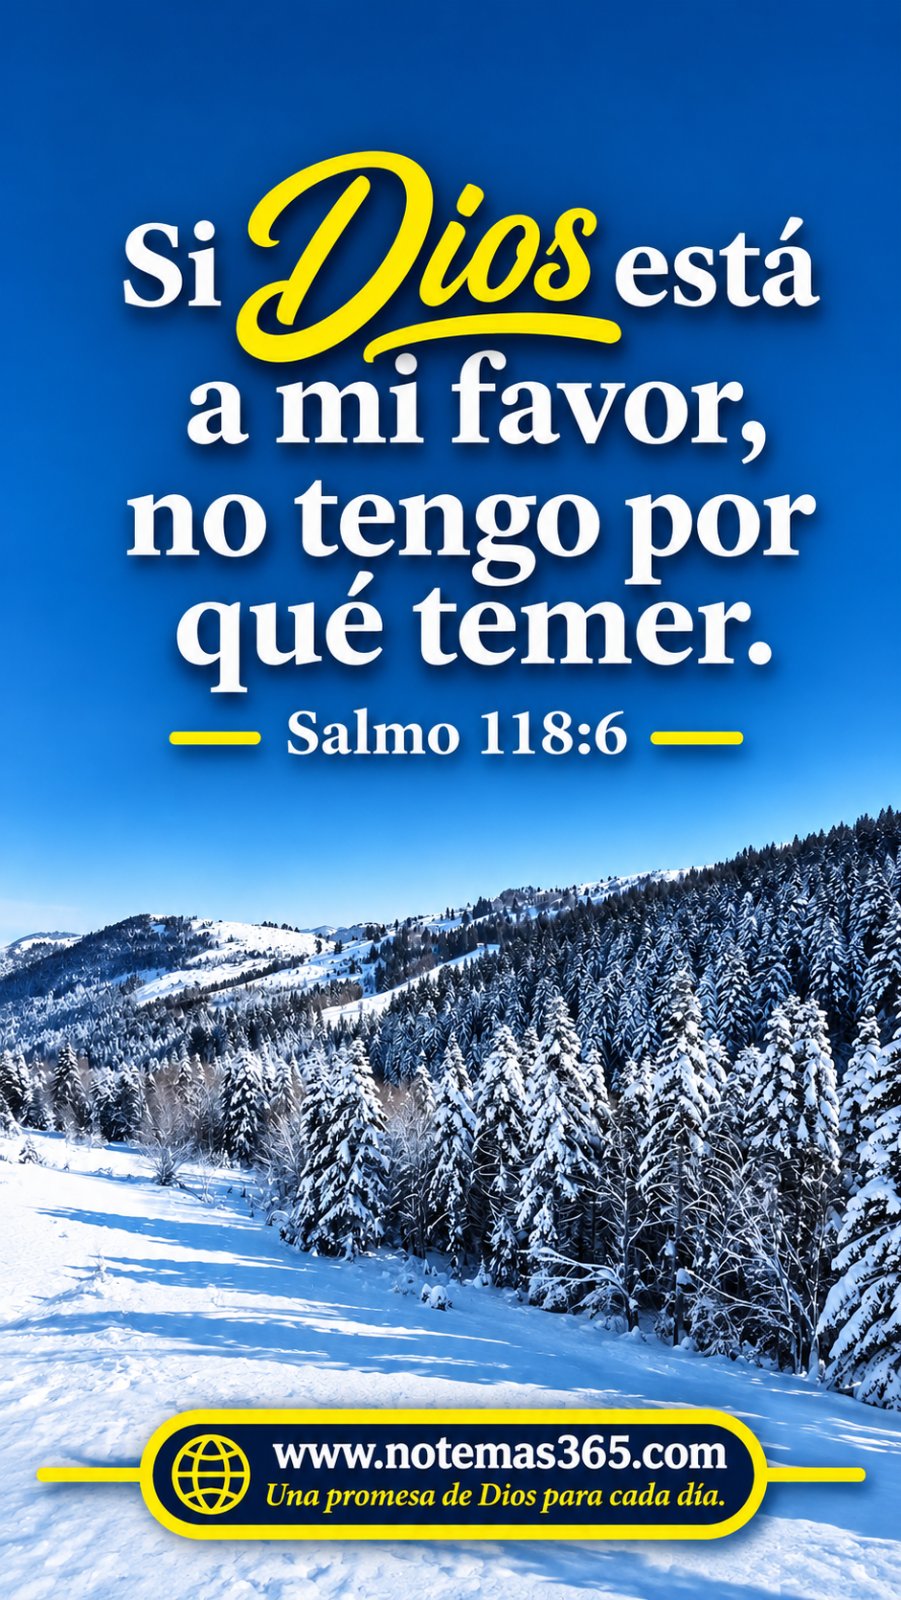 Si Dios está
a mi favor,
no tengo por
qué temer.
Salmo 118:6
www.notemas365.com
Una promesa de Dios para cada día.